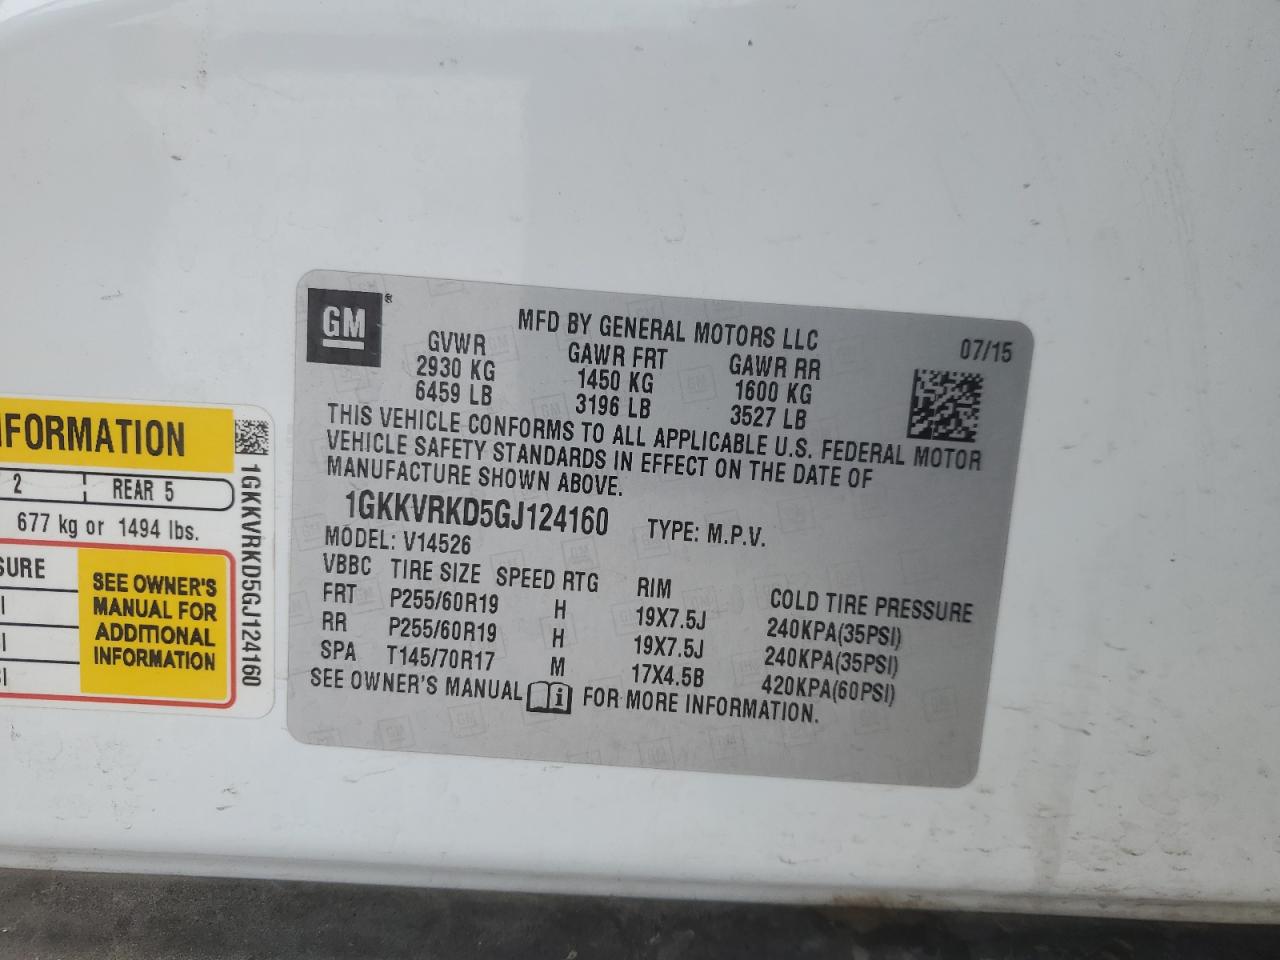 GM®
MFD BY GENERAL MOTORS LLC
07/15
GVWR GAWR FRT GAWR RR
2930 KG 1450 KG 1600 KG
6459 LB 3196 LB 3527 LB
THIS VEHICLE CONFORMS TO ALL APPLICABLE U.S. FEDERAL MOTOR
VEHICLE SAFETY STANDARDS IN EFFECT ON THE DATE OF
MANUFACTURE SHOWN ABOVE.
1GKKVRKD5GJ124160 TYPE: M.P.V.
MODEL: V14526
VBBC TIRE SIZE SPEED RTG RIM COLD TIRE PRESSURE
FRT P255/60R19 H 19X7.5J 240KPA(35PSI)
RR P255/60R19 H 19X7.5J 240KPA(35PSI)
SPA T145/70R17 M 17X4.5B 420KPA(60PSI)
SEE OWNER'S MANUAL i FOR MORE INFORMATION.
FORMATION
2 REAR 5
677 kg or 1494 lbs.
SURE
SEE OWNER'S
MANUAL FOR
ADDITIONAL
INFORMATION
1GKKVRKD5GJ124160